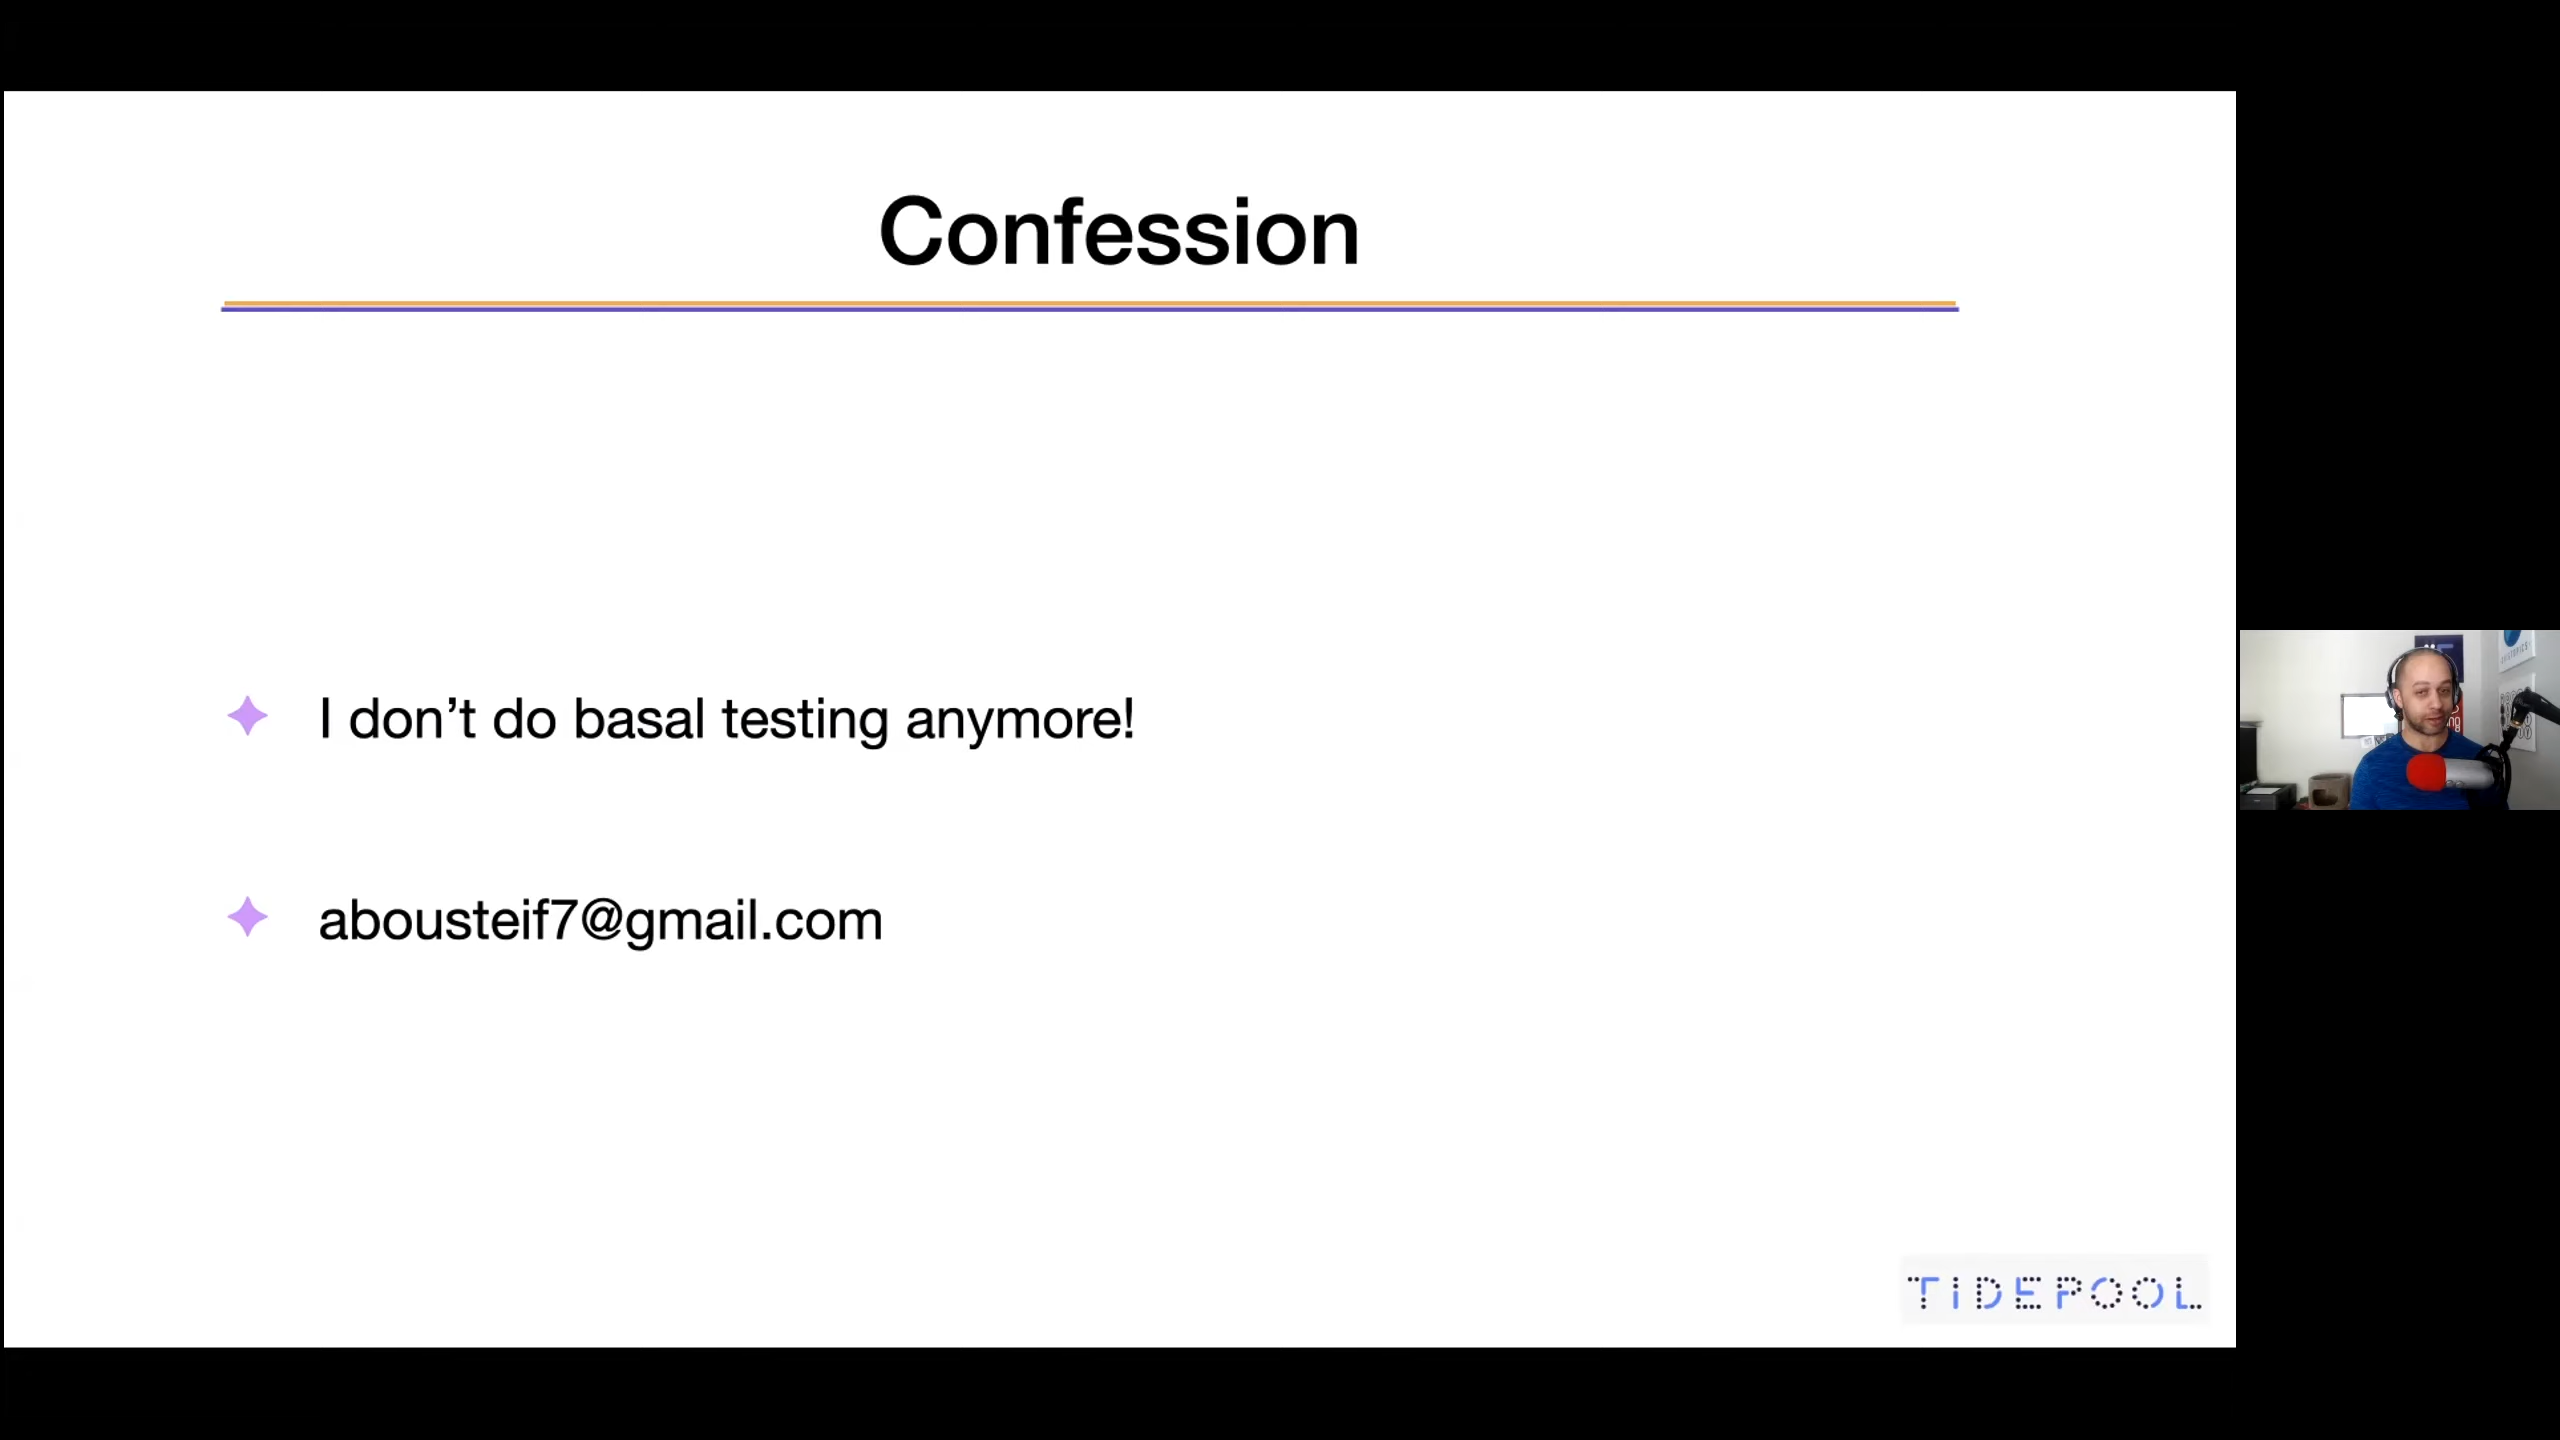 Confession
I don’t do basal testing anymore!
abousteif7@gmail.com
TIDEPOOL